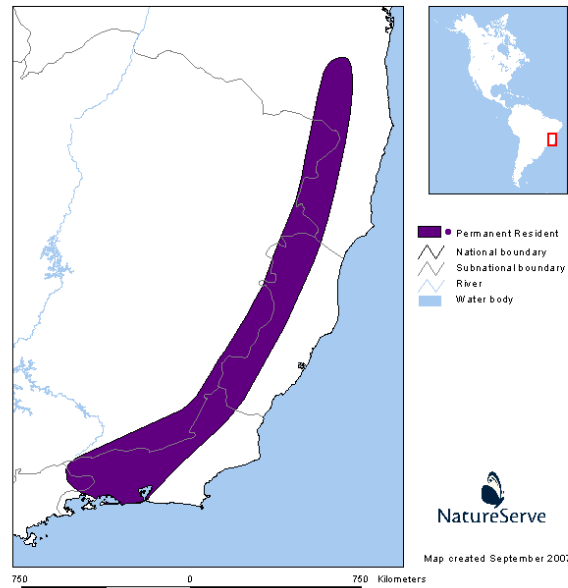 Permanent Resident
National boundary
Subnational boundary
River
Water body
NatureServe
Map created September 2007
750 0 750 Kilometers